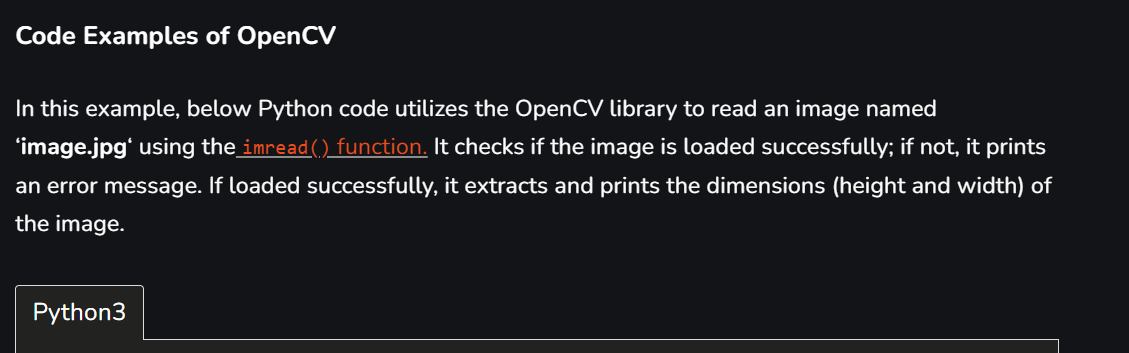 Code Examples of OpenCV
In this example, below Python code utilizes the OpenCV library to read an image named
‘image.jpg‘ using the imread() function. It checks if the image is loaded successfully; if not, it prints
an error message. If loaded successfully, it extracts and prints the dimensions (height and width) of
the image.
Python3